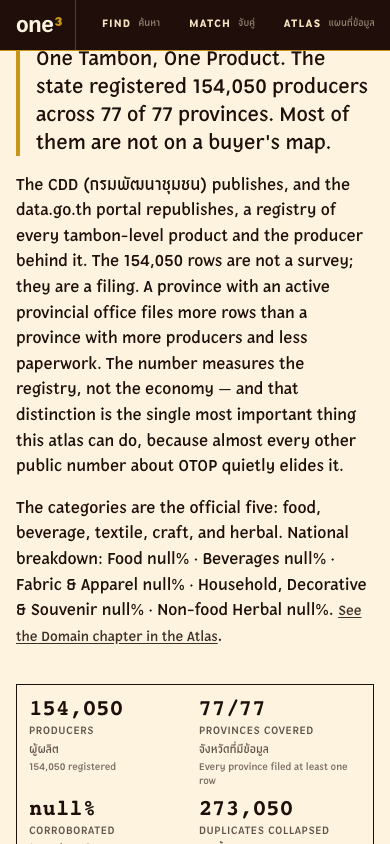 one³ FIND ค้นหา MATCH จับคู่ ATLAS แผนที่ข้อมูล
One Tambon, One Product. The
state registered 154,050 producers
across 77 of 77 provinces. Most of
them are not on a buyer's map.
The CDD (กรมพัฒนาชุมชน) publishes, and the
data.go.th portal republishes, a registry of
every tambon-level product and the producer
behind it. The 154,050 rows are not a survey;
they are a filing. A province with an active
provincial office files more rows than a
province with more producers and less
paperwork. The number measures the
registry, not the economy — and that
distinction is the single most important thing
this atlas can do, because almost every other
public number about OTOP quietly elides it.
The categories are the official five: food,
beverage, textile, craft, and herbal. National
breakdown: Food null% · Beverages null% ·
Fabric & Apparel null% · Household, Decorative
& Souvenir null% · Non-food Herbal null%. See
the Domain chapter in the Atlas.
154,050
PRODUCERS
ผู้ผลิต
154,050 registered
77/77
PROVINCES COVERED
จังหวัดที่มีข้อมูล
Every province filed at least one
row
null%
CORROBORATED
273,050
DUPLICATES COLLAPSED